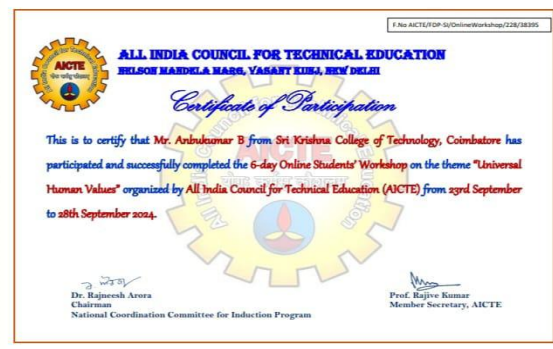 F.No AICTE/FDP-SI/OnlineWorkshop/228/38395
AICTE
ALL INDIA COUNCIL FOR TECHNICAL EDUCATION
NELSON MANDELA MARG, VASANT KUNJ, NEW DELHI
Certificate of Participation
This is to certify that Mr. Anbukumar B from Sri Krishna College of Technology, Coimbatore has
participated and successfully completed the 6-day Online Students' Workshop on the theme "Universal
Human Values" organized by All India Council for Technical Education (AICTE) from 23rd September
to 28th September 2024.
Dr. Rajneesh Arora
Chairman
National Coordination Committee for Induction Program
Prof. Rajive Kumar
Member Secretary, AICTE